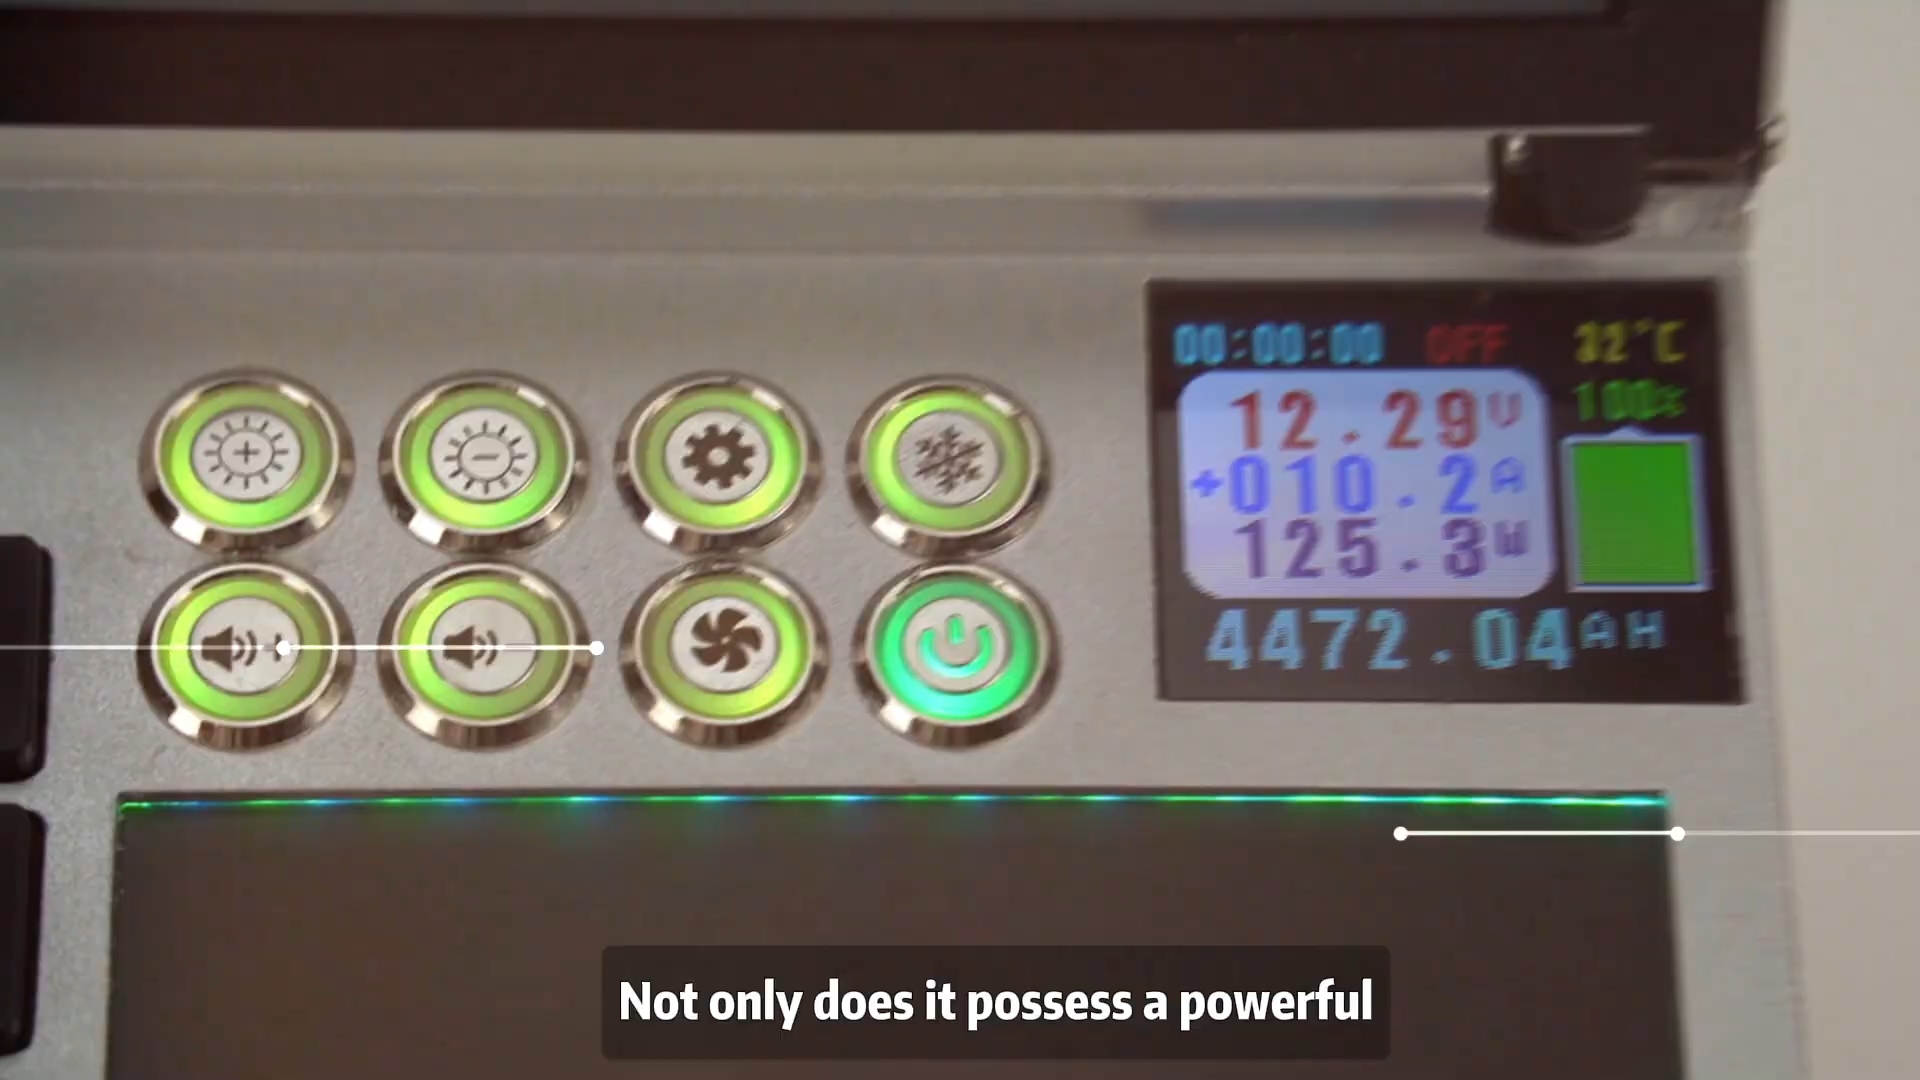 00:00:00 OFF 32°C
100%
12.29V
+010.2A
125.3W
4472.04AH
Not only does it possess a powerful